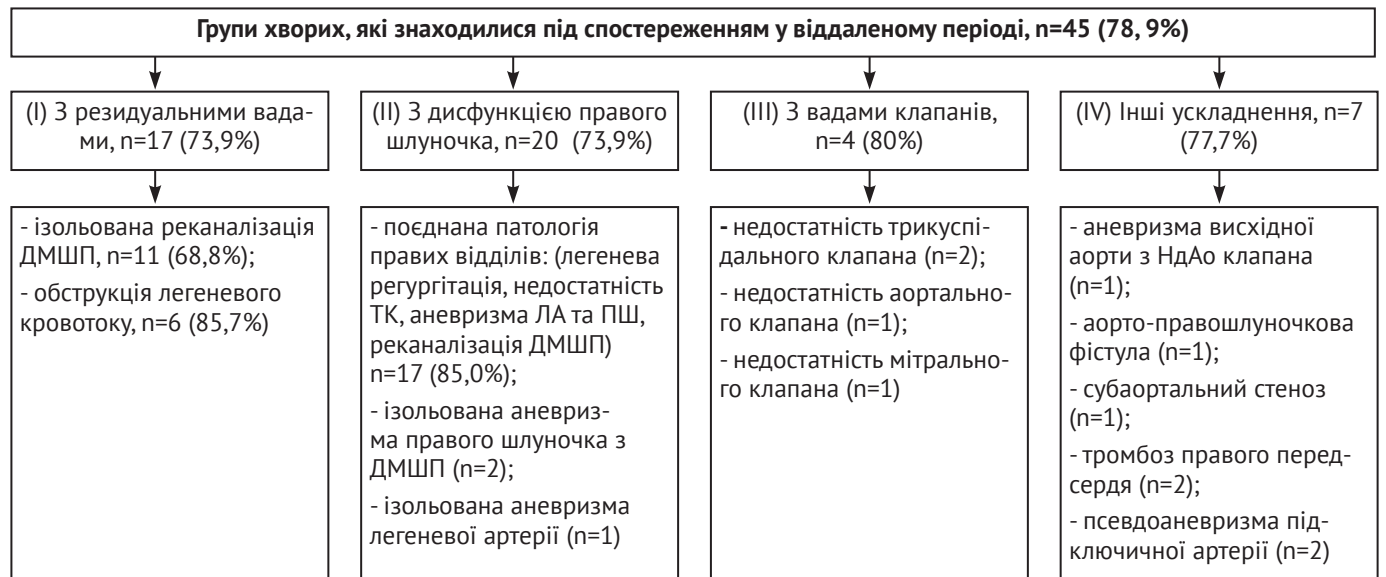 Групи хворих, які знаходилися під спостереженням у віддаленому періоді, n=45 (78, 9%)
(I) З резидуальними вада-
ми, n=17 (73,9%)
(II) З дисфункцією правого
шлуночка, n=20 (73,9%)
(III) З вадами клапанів,
n=4 (80%)
(IV) Інші ускладнення, n=7
(77,7%)
- ізольована реканалізація
ДМШП, n=11 (68,8%);
- обструкція легеневого
кровотоку, n=6 (85,7%)
- поєднана патологія
правих відділів: (легенева
регургітація, недостатність
ТК, аневризма ЛА та ПШ,
реканалізація ДМШП)
n=17 (85,0%);
- ізольована аневриз-
ма правого шлуночка з
ДМШП (n=2);
- ізольована аневризма
легеневої артерії (n=1)
- недостатність трикуспі-
дального клапана (n=2);
- недостатність аортально-
го клапана (n=1);
- недостатність мітрально-
го клапана (n=1)
- аневризма висхідної
аорти з НдАо клапана
(n=1);
- аорто-правошлуночкова
фістула (n=1);
- субаортальний стеноз
(n=1);
- тромбоз правого перед-
сердя (n=2);
- псевдоаневризма під-
ключичної артерії (n=2)